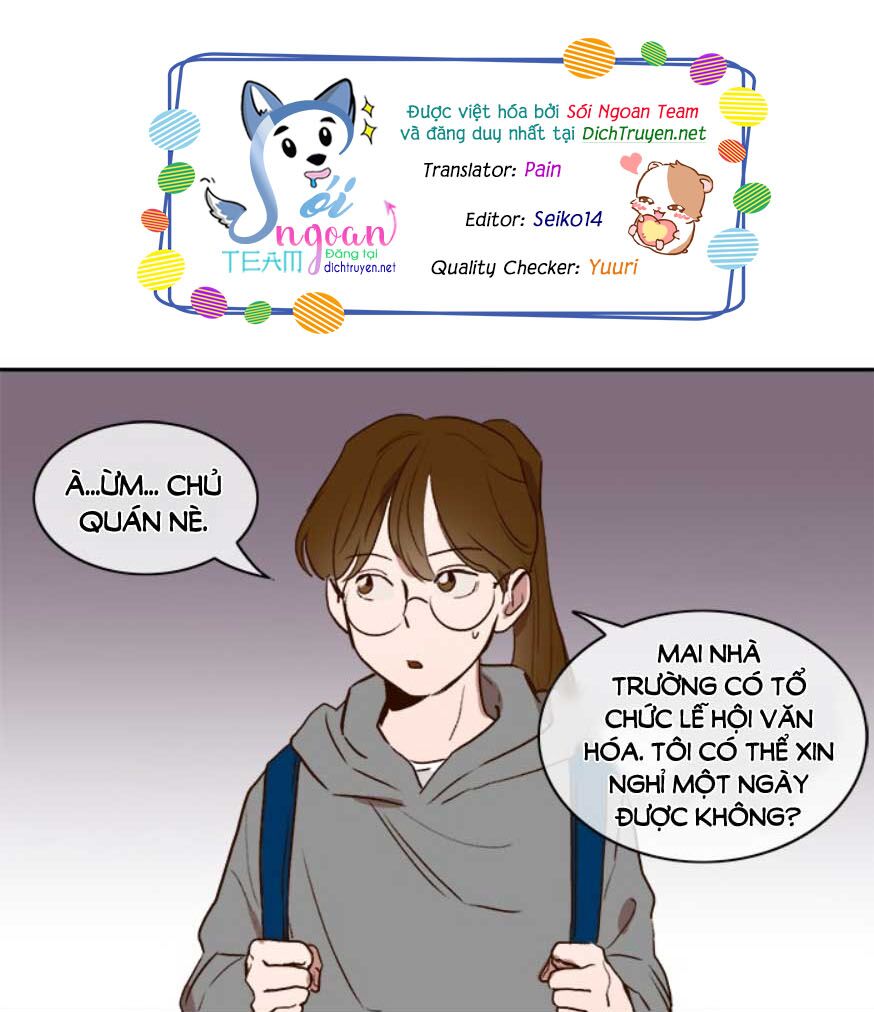 Sói
ngoan
TEAM
Đăng tại
dichtruyen.net
Được việt hóa bởi Sói Ngoan Team
và đăng duy nhất tại DichTruyen.net
Translator: Pain
Editor: Seiko14
Quality Checker: Yuuri
À...ỪM... CHỦ
QUÁN NÈ.
MAI NHÀ
TRƯỜNG CÓ TỔ
CHỨC LỄ HỘI VĂN
HÓA. TÔI CÓ THỂ XIN
NGHỈ MỘT NGÀY
ĐƯỢC KHÔNG?